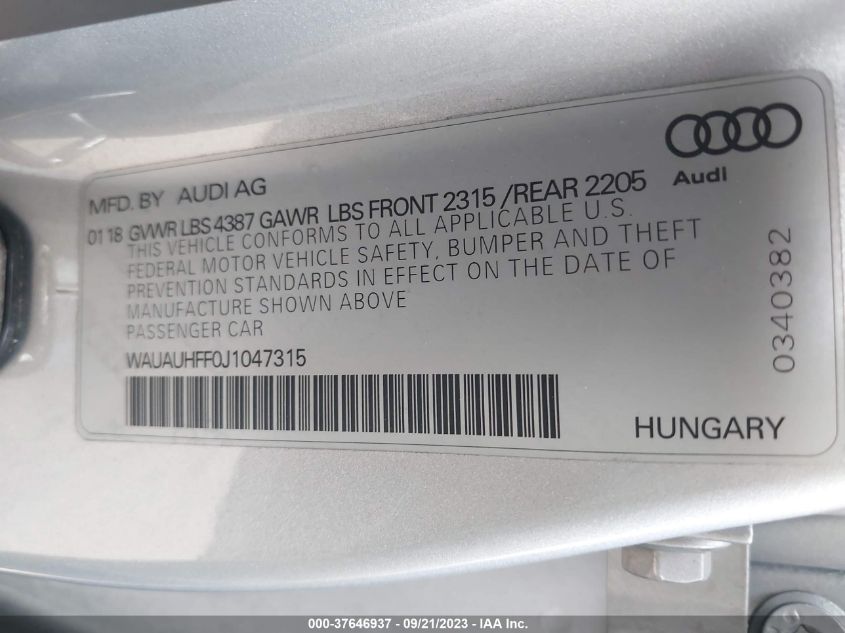 MFD. BY AUDI AG
Audi
01 18 GVWR LBS 4387 GAWR LBS FRONT 2315 /REAR 2205
THIS VEHICLE CONFORMS TO ALL APPLICABLE U.S.
FEDERAL MOTOR VEHICLE SAFETY, BUMPER AND THEFT
PREVENTION STANDARDS IN EFFECT ON THE DATE OF
MANUFACTURE SHOWN ABOVE
PASSENGER CAR
WAUAUHFF0J1047315
0340382
HUNGARY
000-37646937 - 09/21/2023 - IAA Inc.